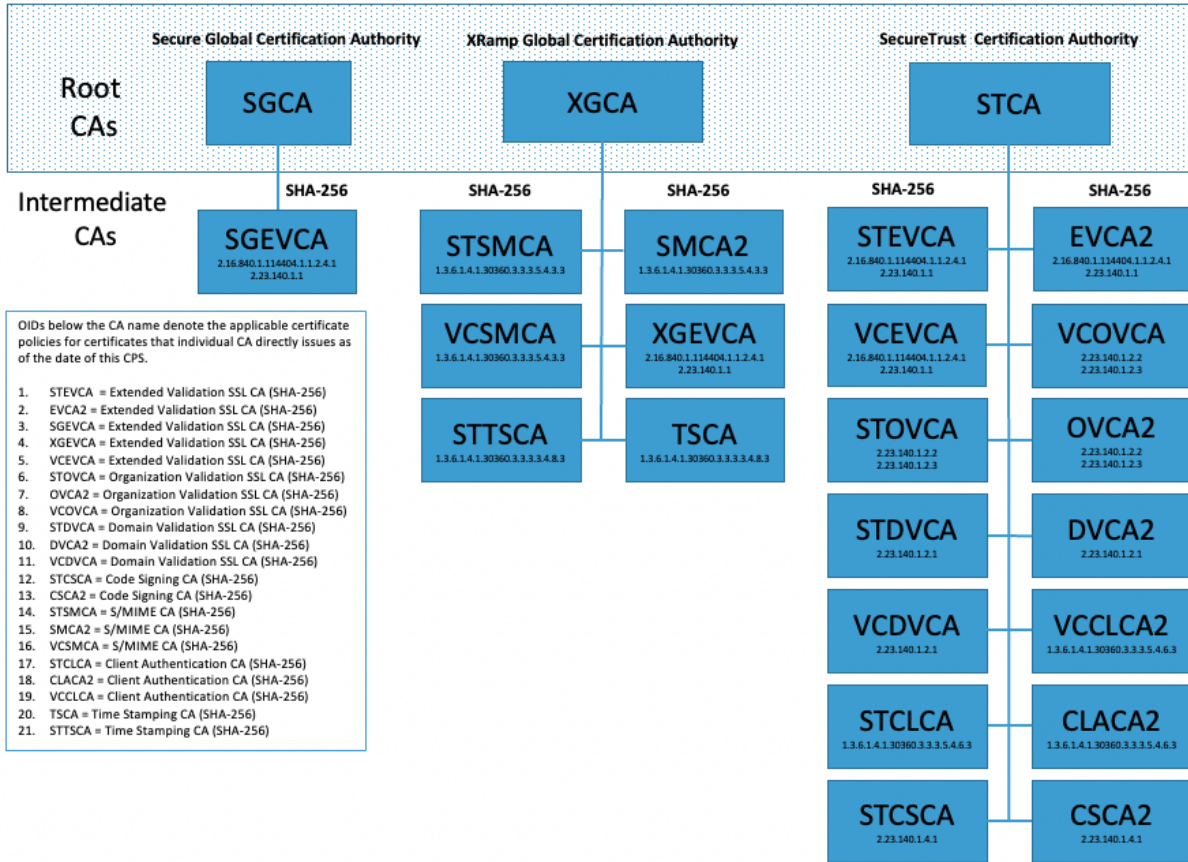 Secure Global Certification Authority
XRamp Global Certification Authority
SecureTrust  Certification Authority
Root
CAs
SGCA
XGCA
STCA
Intermediate
CAs
SHA-256
SGEVCA
2.16.840.1.114404.1.1.2.4.1
2.23.140.1.1
SHA-256
SHA-256
STSMCA
1.3.6.1.4.1.30360.3.3.3.5.4.3.3
SMCA2
1.3.6.1.4.1.30360.3.3.3.5.4.3.3
VCSMCA
1.3.6.1.4.1.30360.3.3.3.5.4.3.3
XGEVCA
2.16.840.1.114404.1.1.2.4.1
2.23.140.1.1
STTSCA
1.3.6.1.4.1.30360.3.3.3.3.4.8.3
TSCA
1.3.6.1.4.1.30360.3.3.3.3.4.8.3
SHA-256
SHA-256
STEVCA
2.16.840.1.114404.1.1.2.4.1
2.23.140.1.1
EVCA2
2.16.840.1.114404.1.1.2.4.1
2.23.140.1.1
VCEVCA
2.16.840.1.114404.1.1.2.4.1
2.23.140.1.1
VCOVCA
2.23.140.1.2.2
2.23.140.1.2.3
STOVCA
2.23.140.1.2.2
2.23.140.1.2.3
OVCA2
2.23.140.1.2.2
2.23.140.1.2.3
STDVCA
2.23.140.1.2.1
DVCA2
2.23.140.1.2.1
VCDVCA
2.23.140.1.2.1
VCCLCA2
1.3.6.1.4.1.30360.3.3.3.5.4.6.3
STCLCA
1.3.6.1.4.1.30360.3.3.3.5.4.6.3
CLACA2
1.3.6.1.4.1.30360.3.3.3.5.4.6.3
STCSCA
2.23.140.1.4.1
CSCA2
2.23.140.1.4.1
OIDs below the CA name denote the applicable certificate
policies for certificates that individual CA directly issues as
of the date of this CPS.
1. STEVCA = Extended Validation SSL CA (SHA-256)
2. EVCA2 = Extended Validation SSL CA (SHA-256)
3. SGEVCA = Extended Validation SSL CA (SHA-256)
4. XGEVCA = Extended Validation SSL CA (SHA-256)
5. VCEVCA = Extended Validation SSL CA (SHA-256)
6. STOVCA = Organization Validation SSL CA (SHA-256)
7. OVCA2 = Organization Validation SSL CA (SHA-256)
8. VCOVCA = Organization Validation SSL CA (SHA-256)
9. STDVCA = Domain Validation SSL CA (SHA-256)
10. DVCA2 = Domain Validation SSL CA (SHA-256)
11. VCDVCA = Domain Validation SSL CA (SHA-256)
12. STCSCA = Code Signing CA (SHA-256)
13. CSCA2 = Code Signing CA (SHA-256)
14. STSMCA = S/MIME CA (SHA-256)
15. SMCA2 = S/MIME CA (SHA-256)
16. VCSMCA = S/MIME CA (SHA-256)
17. STCLCA = Client Authentication CA (SHA-256)
18. CLACA2 = Client Authentication CA (SHA-256)
19. VCCLCA = Client Authentication CA (SHA-256)
20. TSCA = Time Stamping CA (SHA-256)
21. STTSCA = Time Stamping CA (SHA-256)